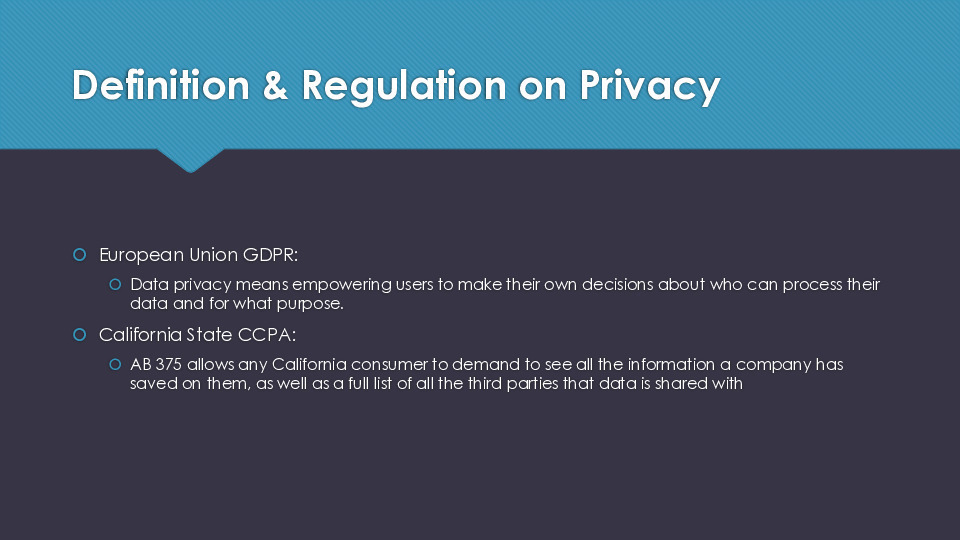 Definition & Regulation on Privacy
European Union GDPR:
Data privacy means empowering users to make their own decisions about who can process their
data and for what purpose.
California State CCPA:
AB 375 allows any California consumer to demand to see all the information a company has
saved on them, as well as a full list of all the third parties that data is shared with